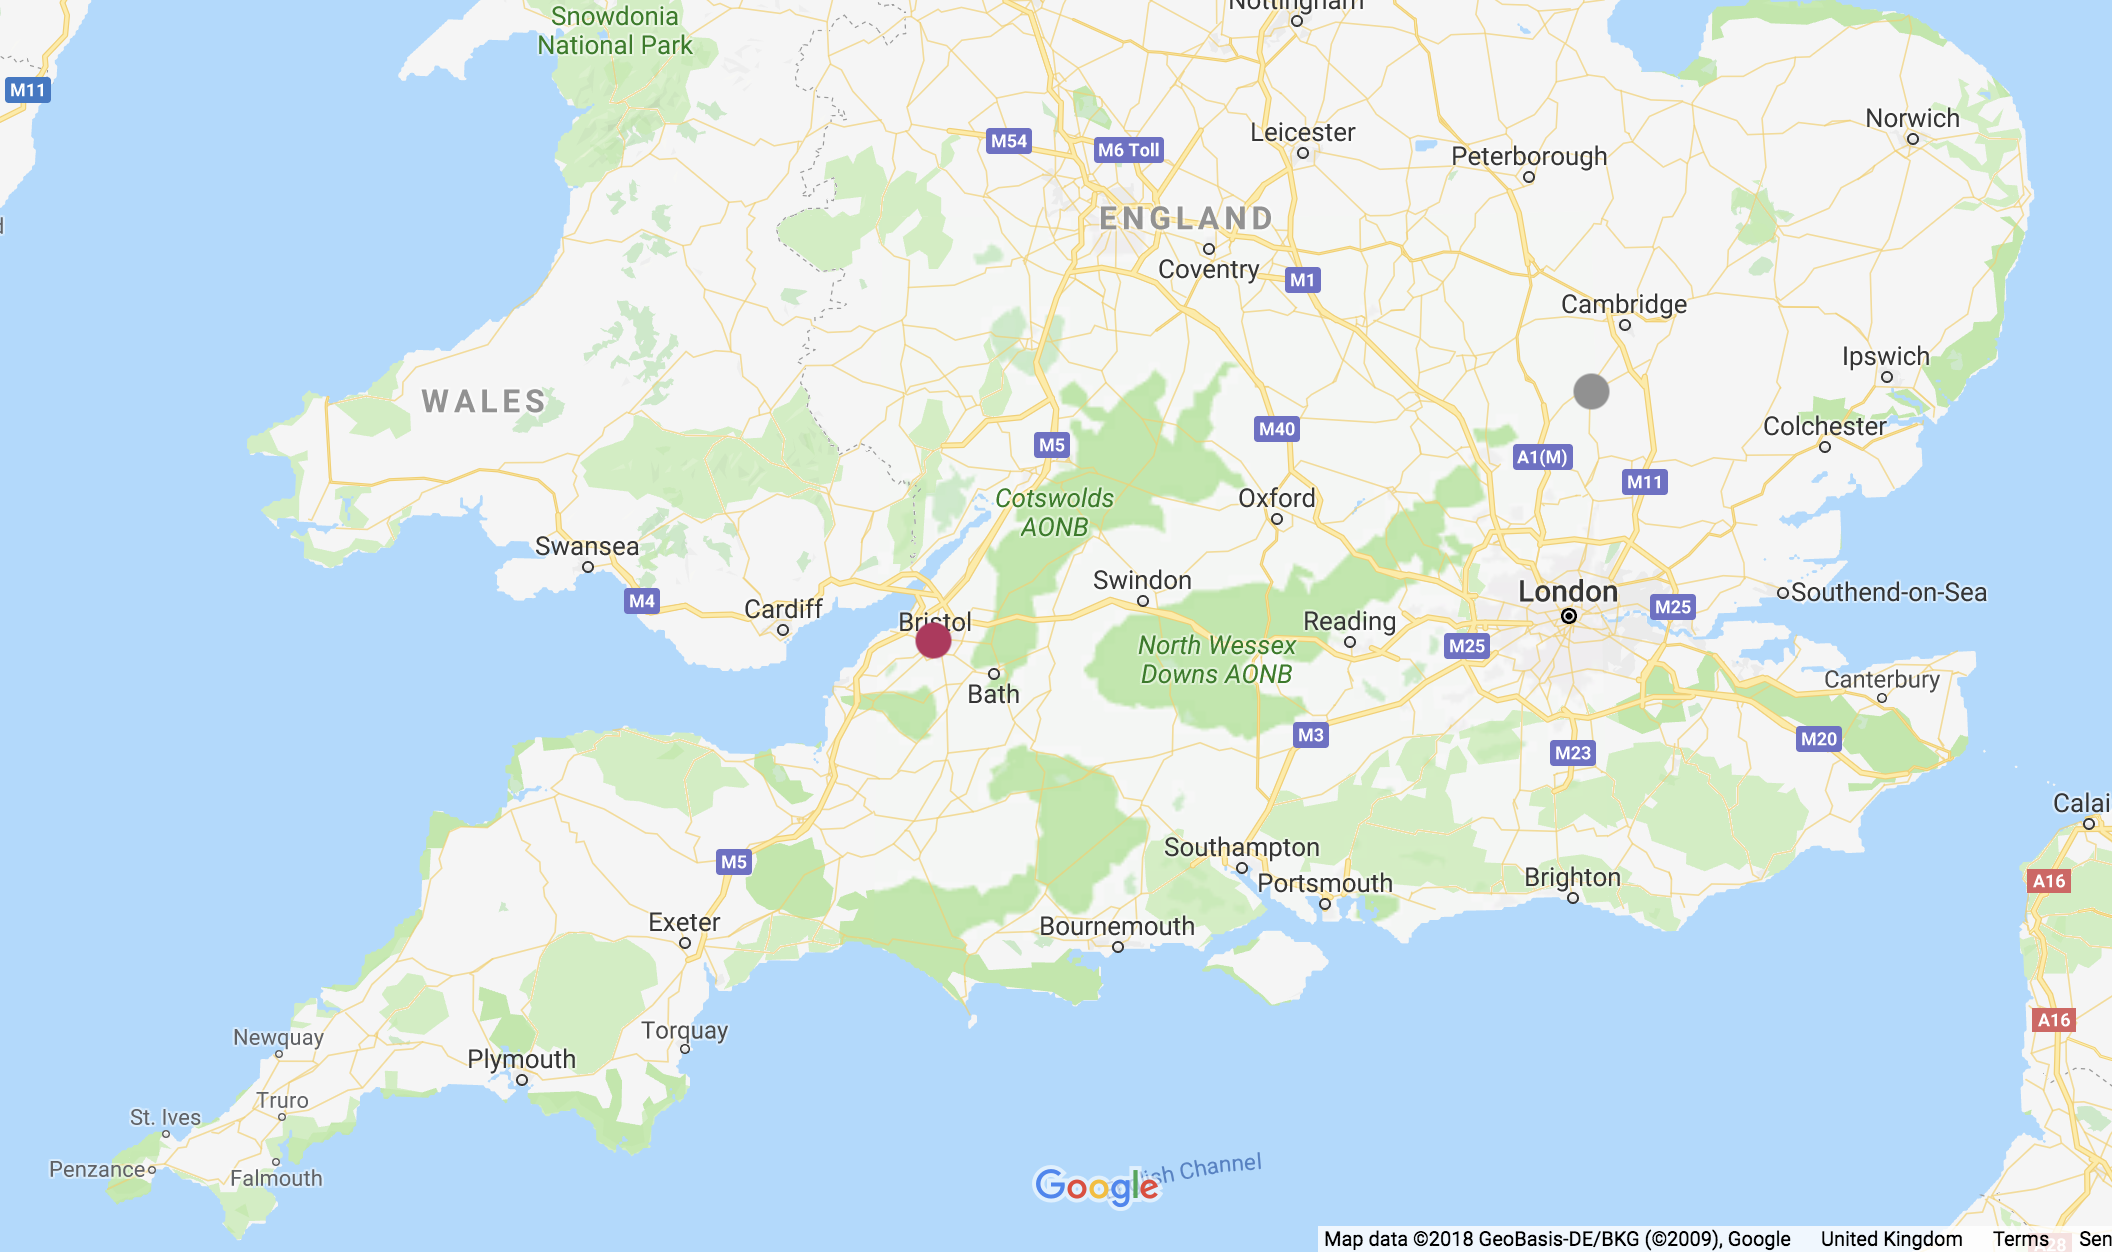 Nottingham
Snowdonia
National Park
M11
Norwich
Leicester
M54
M6 Toll
Peterborough
ENGLAND
Coventry
M1
Cambridge
Ipswich
WALES
M40
M5
Colchester
A1(M)
M11
Cotswolds
AONB
Oxford
Swansea
Swindon
London
Southend-on-Sea
M4
Cardiff
M25
Bristol
Reading
North Wessex
Downs AONB
M25
Bath
Canterbury
M3
M20
M23
Calai
Southampton
M5
Portsmouth
Brighton
A16
Exeter
Bournemouth
A16
Torquay
Newquay
Plymouth
Truro
St. Ives
Penzance
Falmouth
Google
ish Channel
Map data ©2018 GeoBasis-DE/BKG (©2009), Google United Kingdom Terms Sen
A28